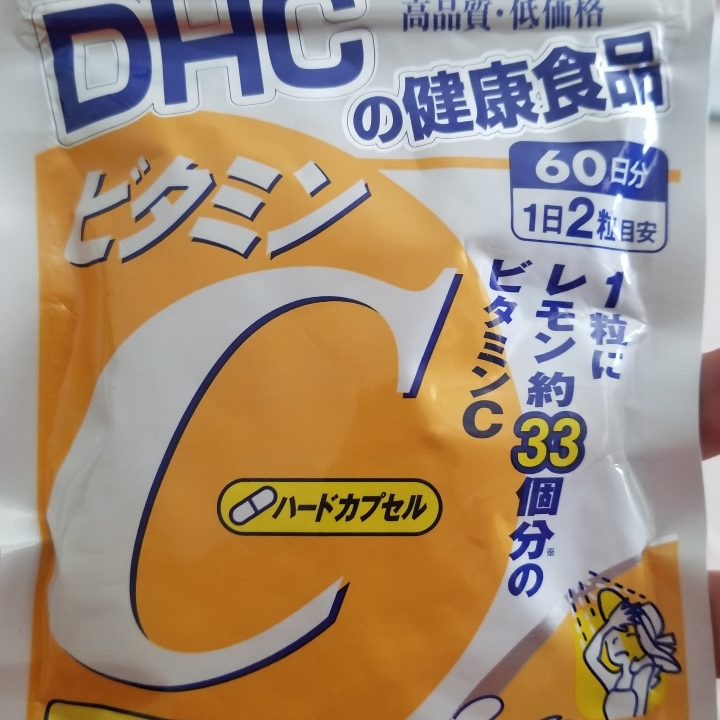 DHC
高品質・低価格
の健康食品
ビタミン
C
60日分
1日2粒目安
1粒に
レモン約33個分の
ビタミンC
※
ハードカプセル